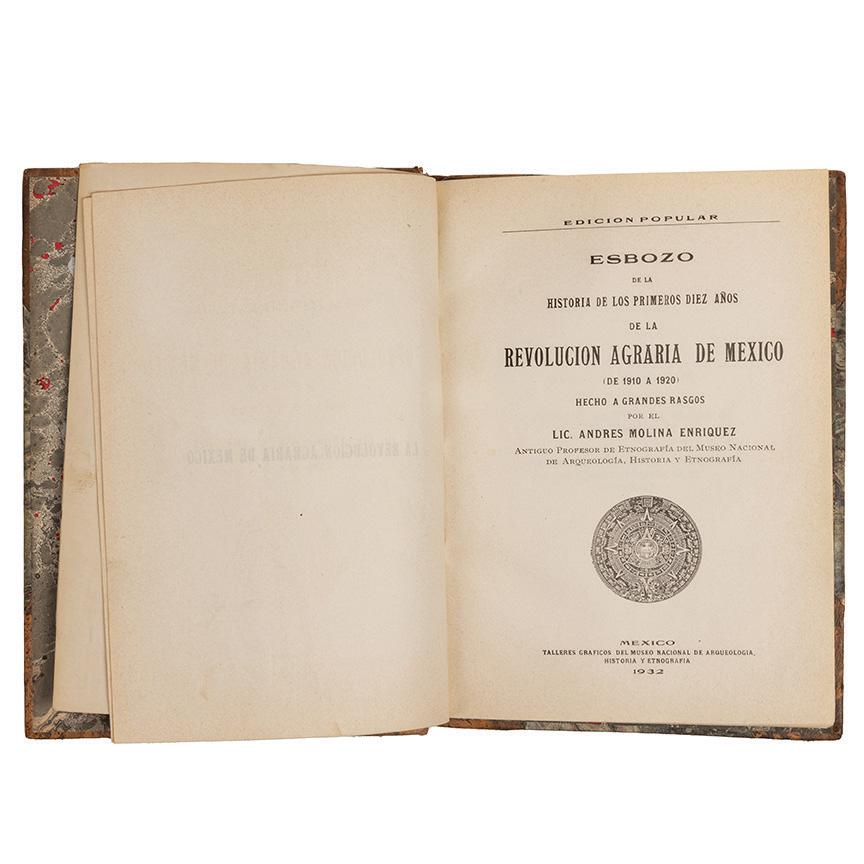 EDICION POPULAR
ESBOZO
DE LA
HISTORIA DE LOS PRIMEROS DIEZ AÑOS
DE LA
REVOLUCION AGRARIA DE MEXICO
(DE 1910 A 1920)
HECHO A GRANDES RASGOS
POR EL
LIC. ANDRES MOLINA ENRIQUEZ
ANTIGUO PROFESOR DE ETNOGRAFÍA DEL MUSEO NACIONAL
DE ARQUEOLOGÍA, HISTORIA Y ETNOGRAFÍA
MEXICO
TALLERES GRAFICOS DEL MUSEO NACIONAL DE ARQUEOLOGIA,
HISTORIA Y ETNOGRAFIA
1932